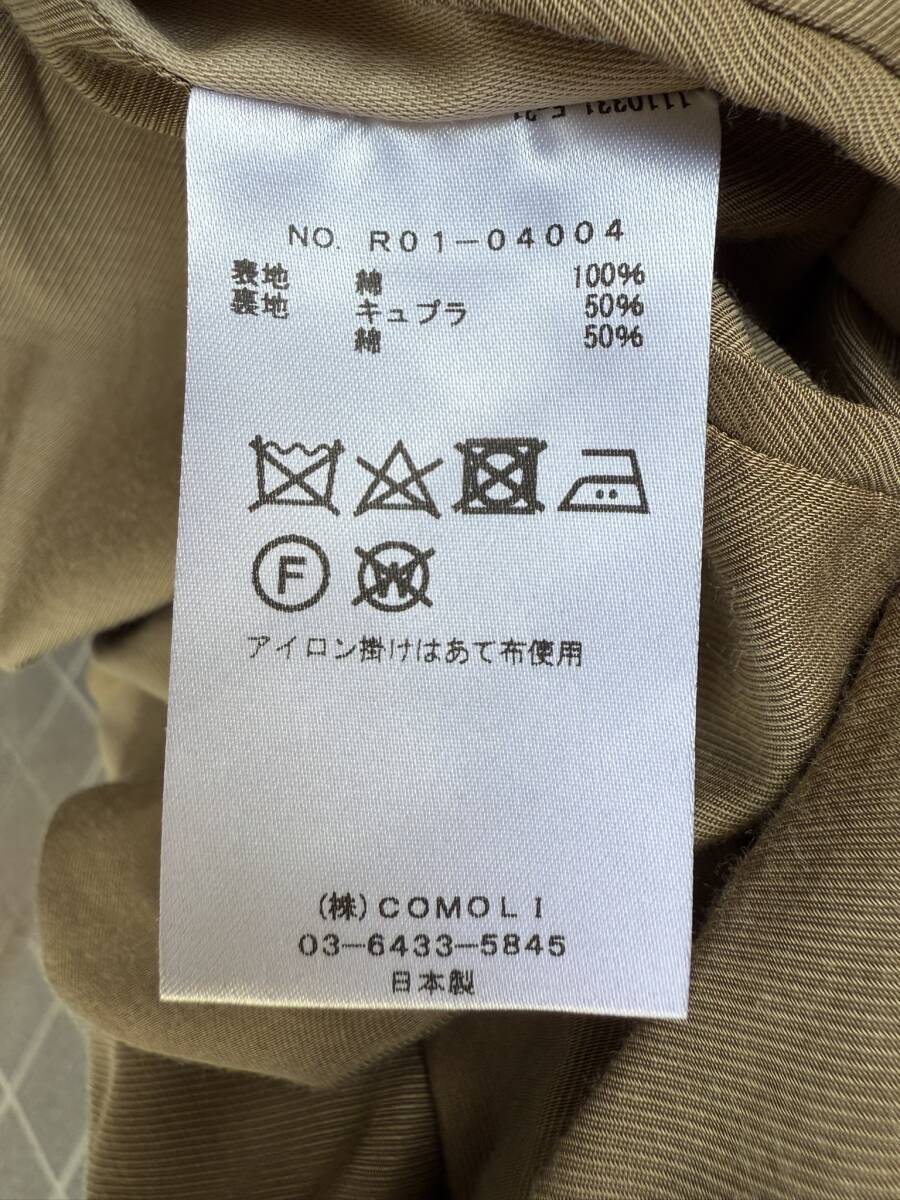 NO. R01-04004
表地 綿 100%
裏地 キュプラ 50%
綿 50%
F
W
アイロン掛けはあて布使用
(株)COMOLI
03-6433-5845
日本製